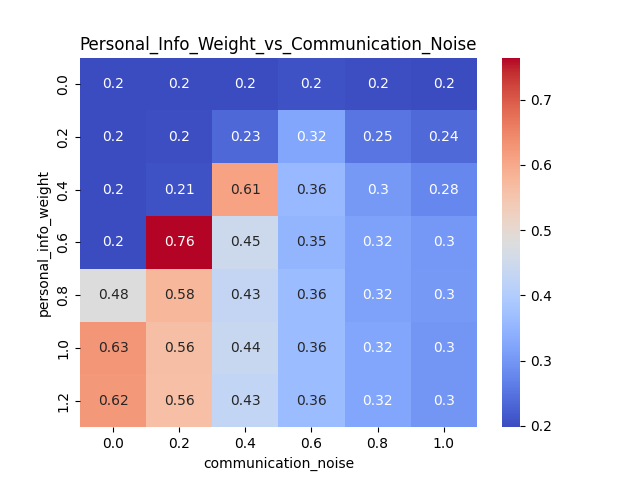 Personal_Info_Weight_vs_Communication_Noise
0.0 0.2 0.2 0.2 0.2 0.2 0.2
0.2 0.2 0.2 0.23 0.32 0.25 0.24
0.4 0.2 0.21 0.61 0.36 0.3 0.28
0.6 0.2 0.76 0.45 0.35 0.32 0.3
0.8 0.48 0.58 0.43 0.36 0.32 0.3
1.0 0.63 0.56 0.44 0.36 0.32 0.3
1.2 0.62 0.56 0.43 0.36 0.32 0.3
personal_info_weight
0.0 0.2 0.4 0.6 0.8 1.0
communication_noise
0.7
0.6
0.5
0.4
0.3
0.2